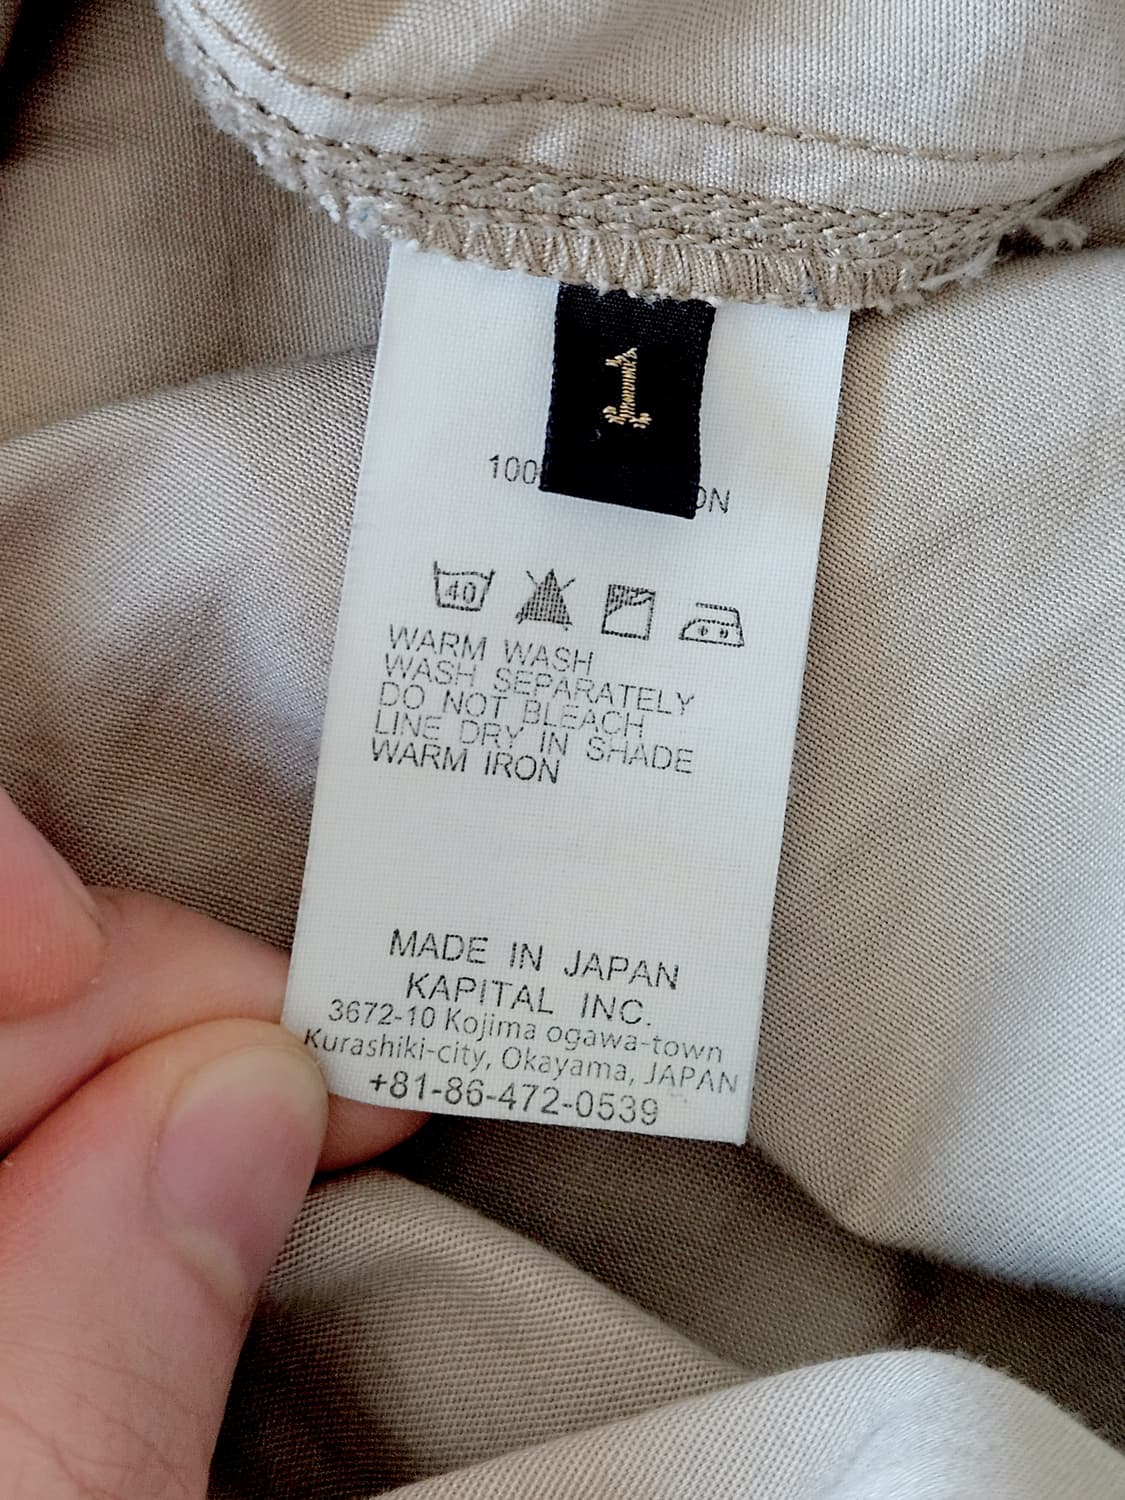 1
100
ON
40
WARM WASH
WASH SEPARATELY
DO NOT BLEACH
LINE DRY IN SHADE
WARM IRON
MADE IN JAPAN
KAPITAL INC.
3672-10 Kojima ogawa-town
Kurashiki-city, Okayama, JAPAN
+81-86-472-0539